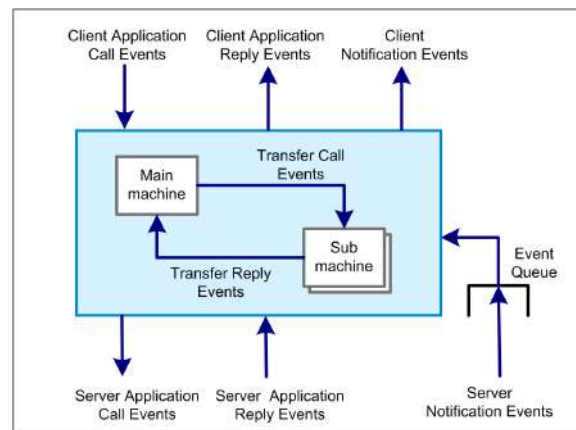 Client Application
Call Events
Client Application
Reply Events
Client
Notification Events
Main
machine
Transfer Call
Events
Sub
machine
Transfer Reply
Events
Event
Queue
Server Application
Call Events
Server Application
Reply Events
Server
Notification Events